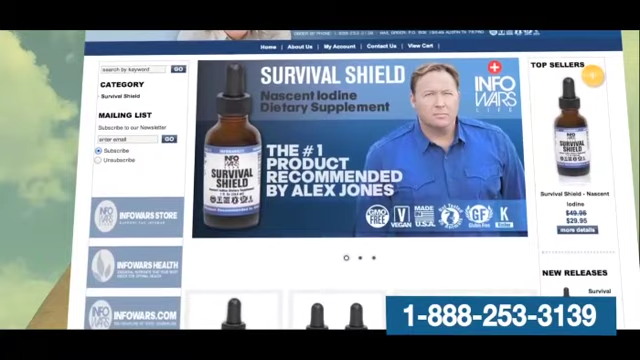 Home | About Us | My Account | Contact Us | View Cart |
search by keyword GO
CATEGORY
› Survival Shield
MAILING LIST
Subscribe to our Newsletter
enter email GO
Subscribe
Unsubscribe
INFOWARS STORE
INFOWARS HEALTH
INFOWARS.COM
SURVIVAL SHIELD
Nascent Iodine
Dietary Supplement
THE #1
PRODUCT
RECOMMENDED
BY ALEX JONES
INFO
WARS
LIFE
INFO
WARS
SURVIVAL
SHIELD
GMO
FREE
V
VEGAN
MADE IN
U.S.A.
GF
K
TOP SELLERS
SURVIVAL
SHIELD
Survival Shield - Nascent
Iodine
$49.95
$29.95
more details
NEW RELEASES
Survival
1-888-253-3139